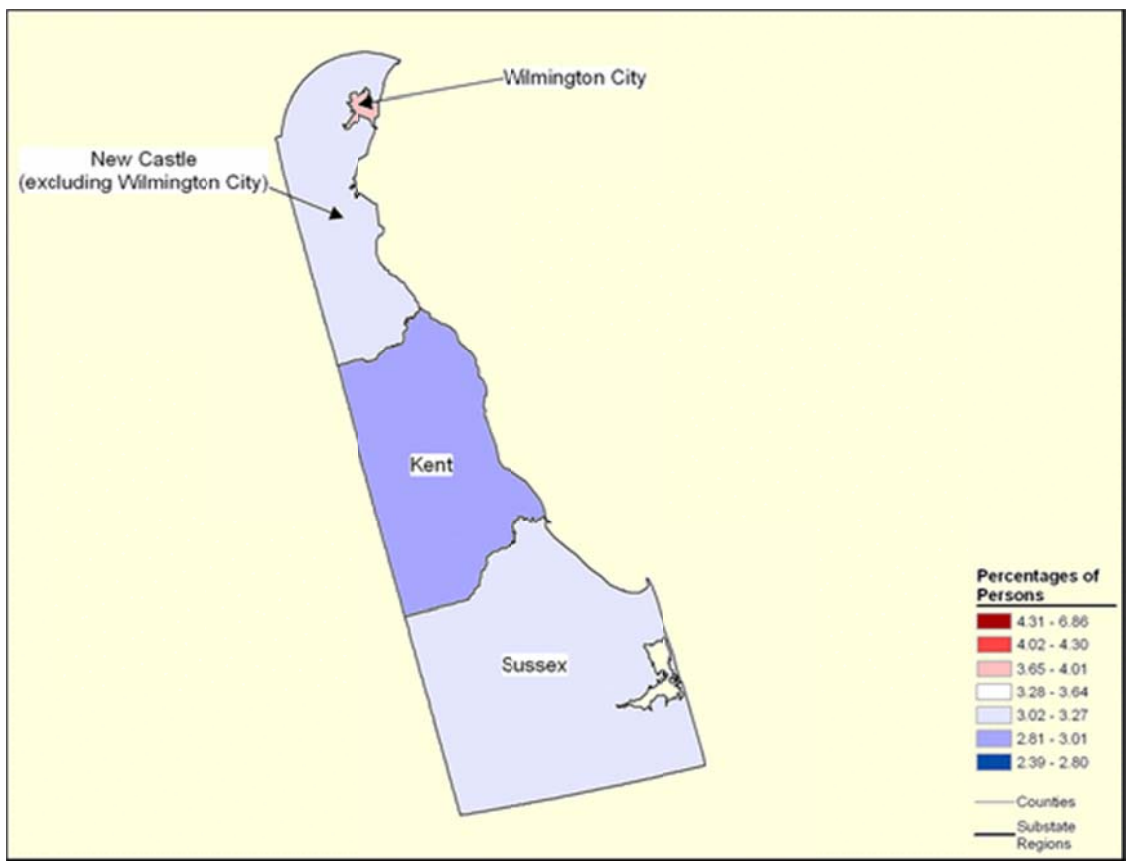 Wilmington City
New Castle
(excluding Wilmington City)
Kent
Sussex
Percentages of
Persons
4.31 - 6.86
4.02 - 4.30
3.65 - 4.01
3.28 - 3.64
3.02 - 3.27
2.81 - 3.01
2.39 - 2.80
Counties
Substate
Regions